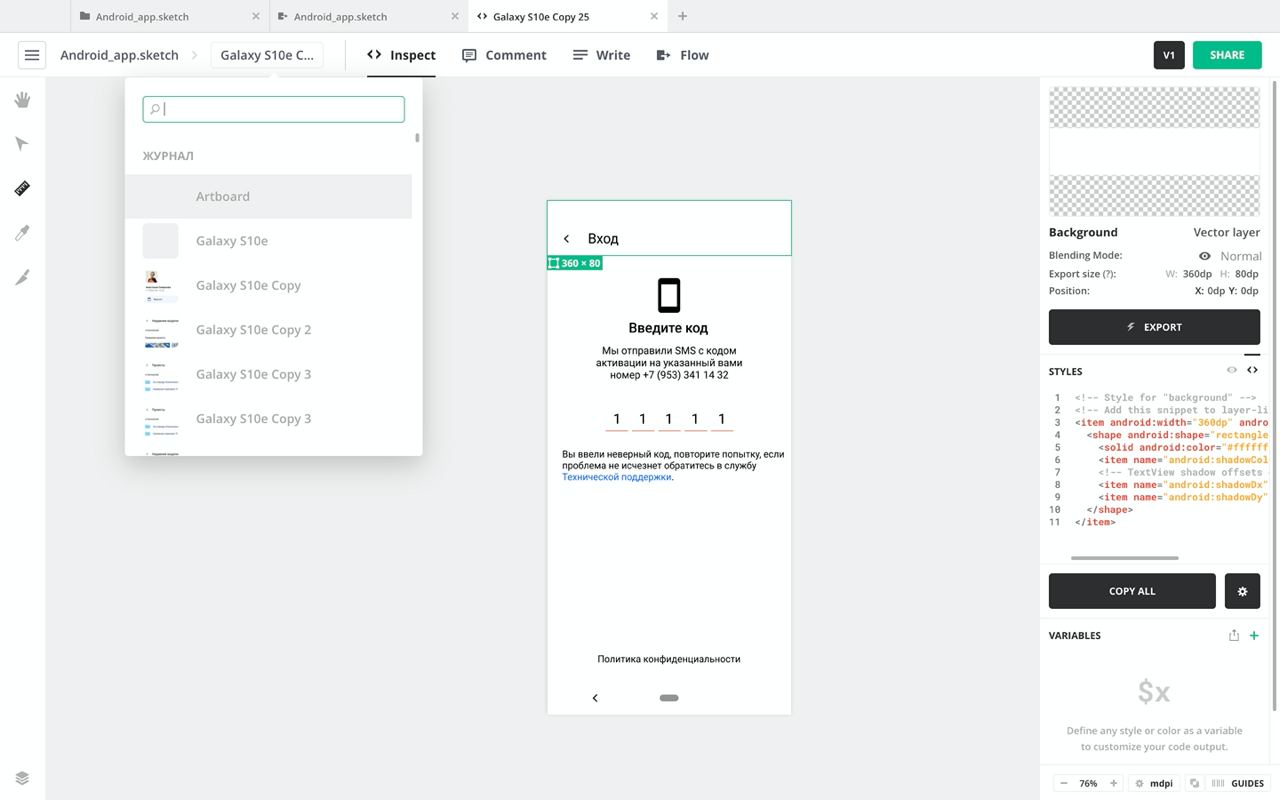 Android_app.sketch
Android_app.sketch
Galaxy S10e Copy 25
Android_app.sketch
Galaxy S10e C...
Inspect
Comment
Write
Flow
V1
SHARE
ЖУРНАЛ
Artboard
Galaxy S10e
Galaxy S10e Copy
Galaxy S10e Copy 2
Galaxy S10e Copy 3
Galaxy S10e Copy 3
Вход
360 × 80
Введите код
Мы отправили SMS с кодом
активации на указанный вами
номер +7 (953) 341 14 32
1 1 1 1 1
Вы ввели неверный код, повторите попытку, если
проблема не исчезнет обратитесь в службу
Технической поддержки.
Политика конфиденциальности
Background Vector layer
Blending Mode: Normal
Export size (?): W: 360dp H: 80dp
Position: X: 0dp Y: 0dp
EXPORT
STYLES
1 <!-- Style for "background" -->
2 <!-- Add this snippet to layer-li
3 <item android:width="360dp" andro
4 <shape android:shape="rectangle
5 <solid android:color="#ffffff
6 <item name="android:shadowCol
7 <!-- TextView shadow offsets
8 <item name="android:shadowDx"
9 <item name="android:shadowDy"
10 </shape>
11 </item>
COPY ALL
VARIABLES
$x
Define any style or color as a variable
to customize your code output.
76%
mdpi
GUIDES